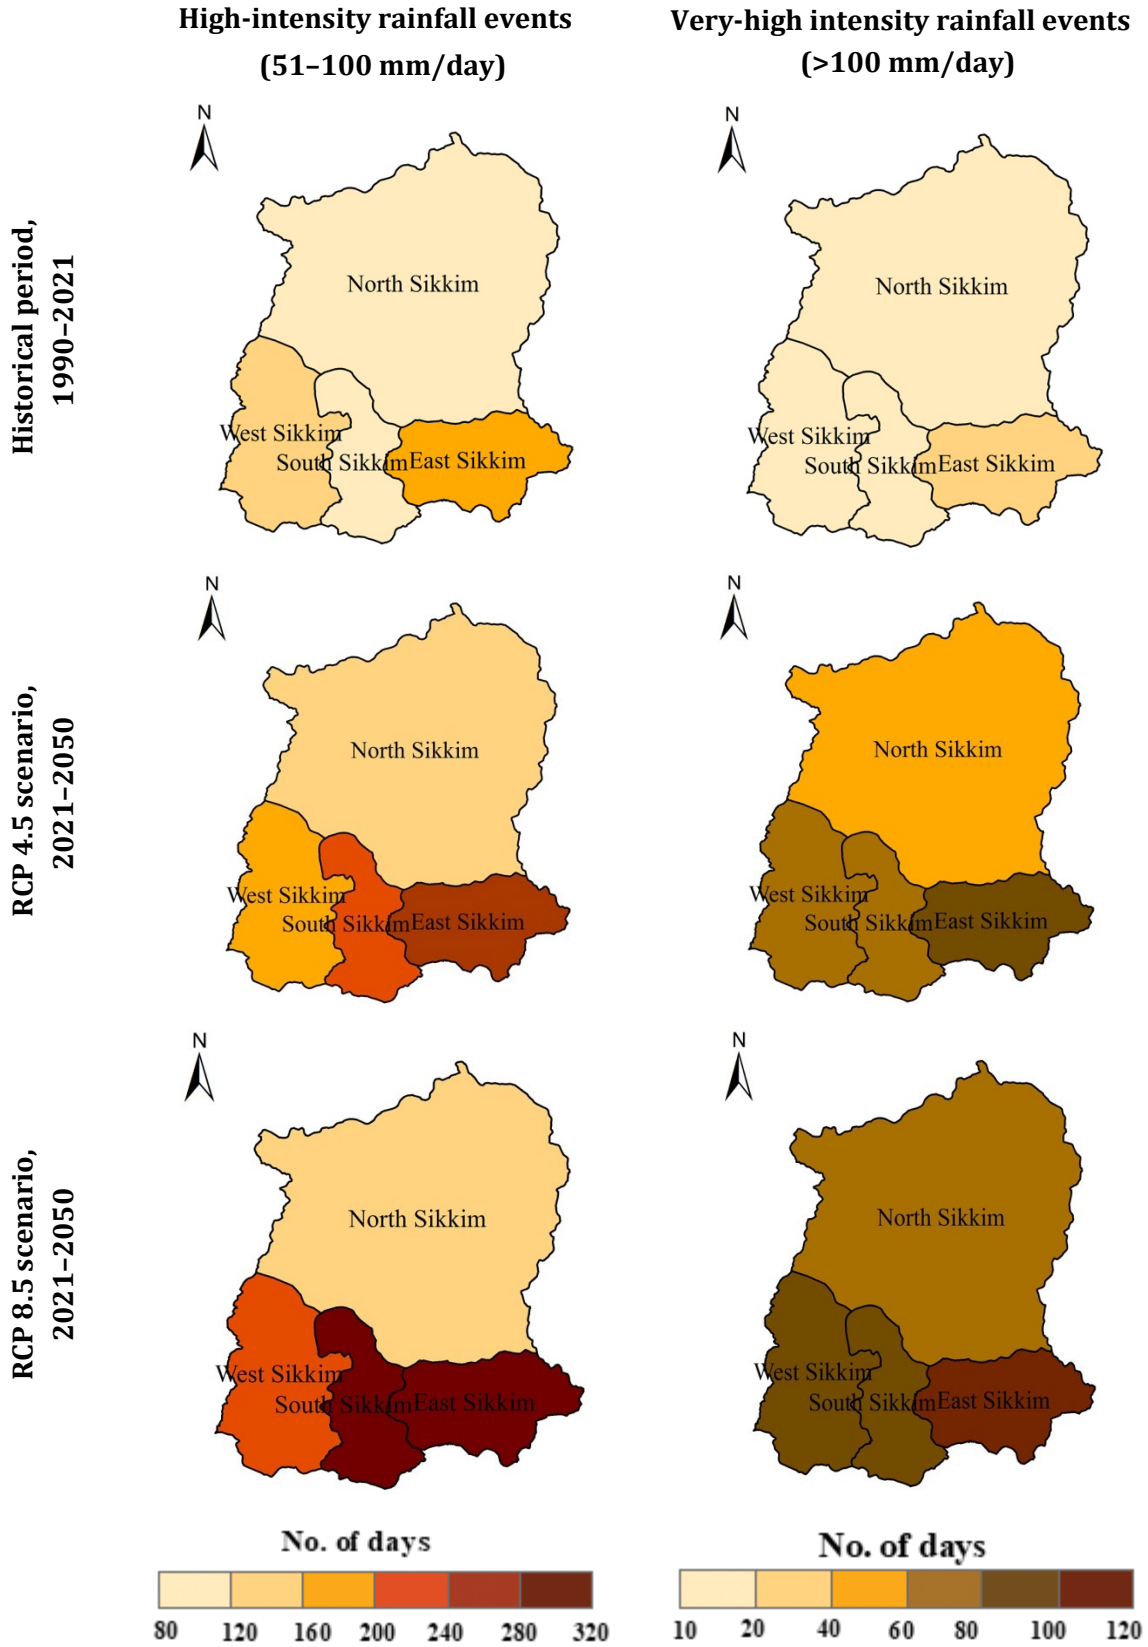 High-intensity rainfall events
(51–100 mm/day)
Very-high intensity rainfall events
(>100 mm/day)
Historical period,
1990–2021
N
North Sikkim
West Sikkim
South Sikkim
East Sikkim
N
North Sikkim
West Sikkim
South Sikkim
East Sikkim
RCP 4.5 scenario,
2021–2050
N
North Sikkim
West Sikkim
South Sikkim
East Sikkim
N
North Sikkim
West Sikkim
South Sikkim
East Sikkim
RCP 8.5 scenario,
2021–2050
N
North Sikkim
West Sikkim
South Sikkim
East Sikkim
N
North Sikkim
West Sikkim
South Sikkim
East Sikkim
No. of days
80 120 160 200 240 280 320
No. of days
10 20 40 60 80 100 120